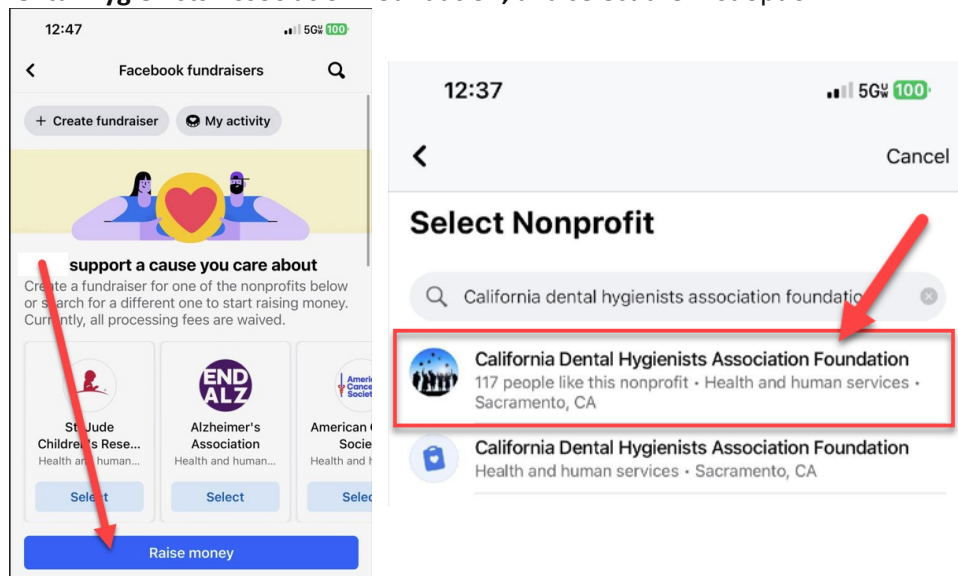 12:47
5G 100
Facebook fundraisers
+ Create fundraiser
My activity
support a cause you care about
Create a fundraiser for one of the nonprofits below
or search for a different one to start raising money.
Currently, all processing fees are waived.
END
ALZ
Americ
Cance
Societ
St. Jude
Children's Rese...
Health and human...
Select
Alzheimer's
Association
Health and human...
Select
American
Socie
Health and h
Selec
Raise money
12:37
5G 100
Cancel
Select Nonprofit
California dental hygienists association foundatio
California Dental Hygienists Association Foundation
117 people like this nonprofit • Health and human services •
Sacramento, CA
California Dental Hygienists Association Foundation
Health and human services • Sacramento, CA